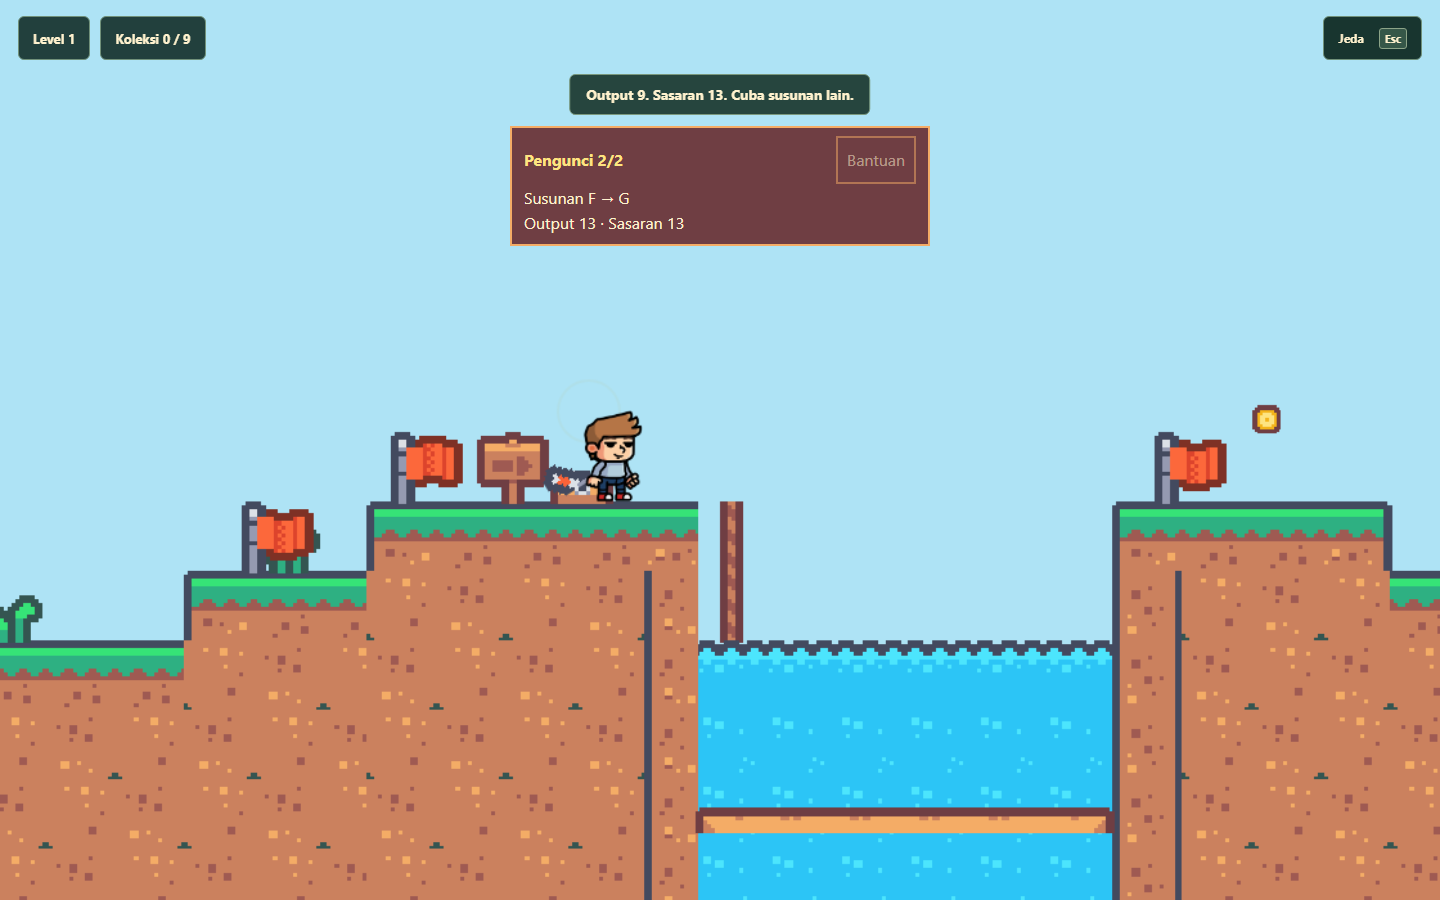 Level 1
Koleksi 0 / 9
Jeda Esc
Output 9. Sasaran 13. Cuba susunan lain.
Pengunci 2/2
Bantuan
Susunan F → G
Output 13 · Sasaran 13